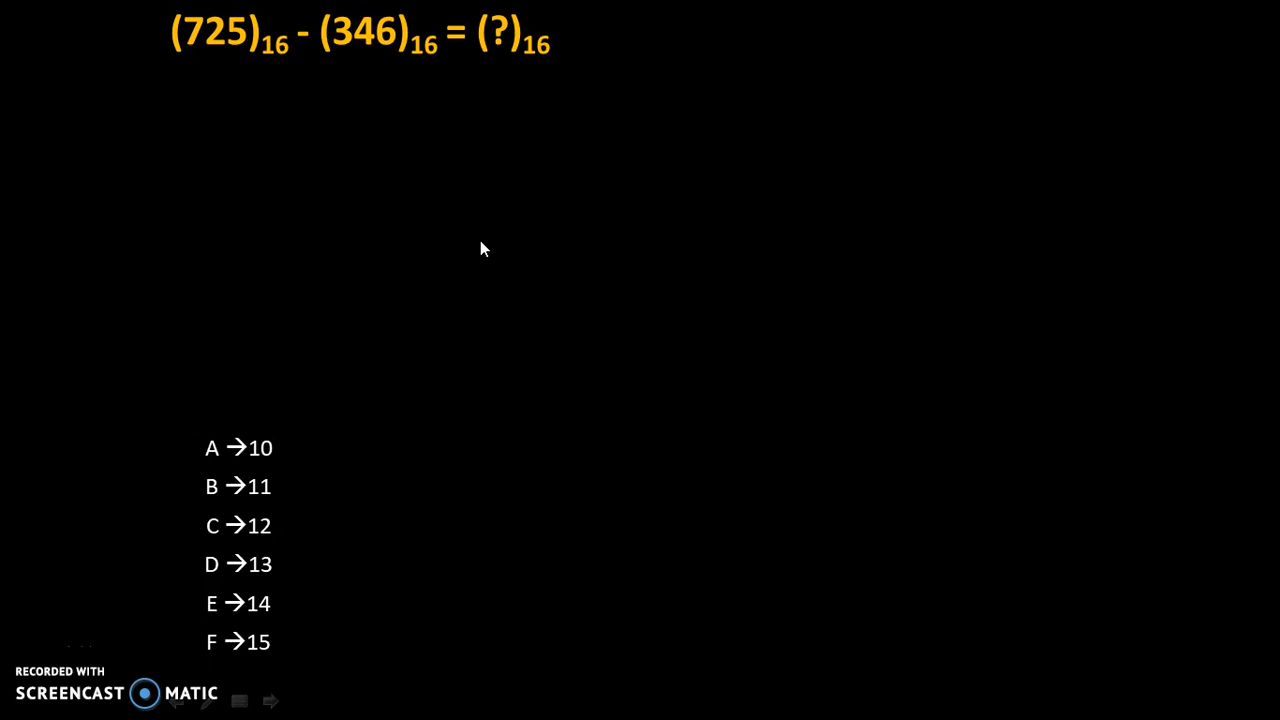 (725)₁₆ - (346)₁₆ = (?)₁₆
A →10
B →11
C →12
D →13
E →14
F →15
RECORDED WITH
SCREENCAST MATIC